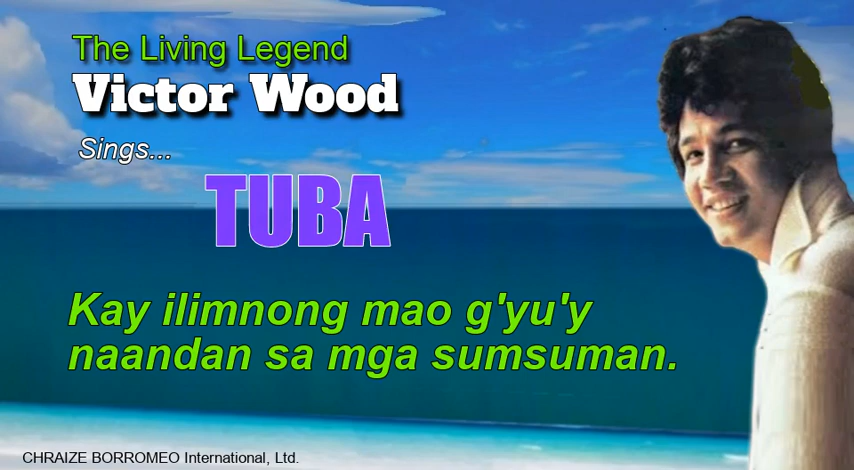 The Living Legend
Victor Wood
Sings...
TUBA
Kay ilimnong mao g'yu'y
naandan sa mga sumsuman.
CHRAIZE BORROMEO International, Ltd.